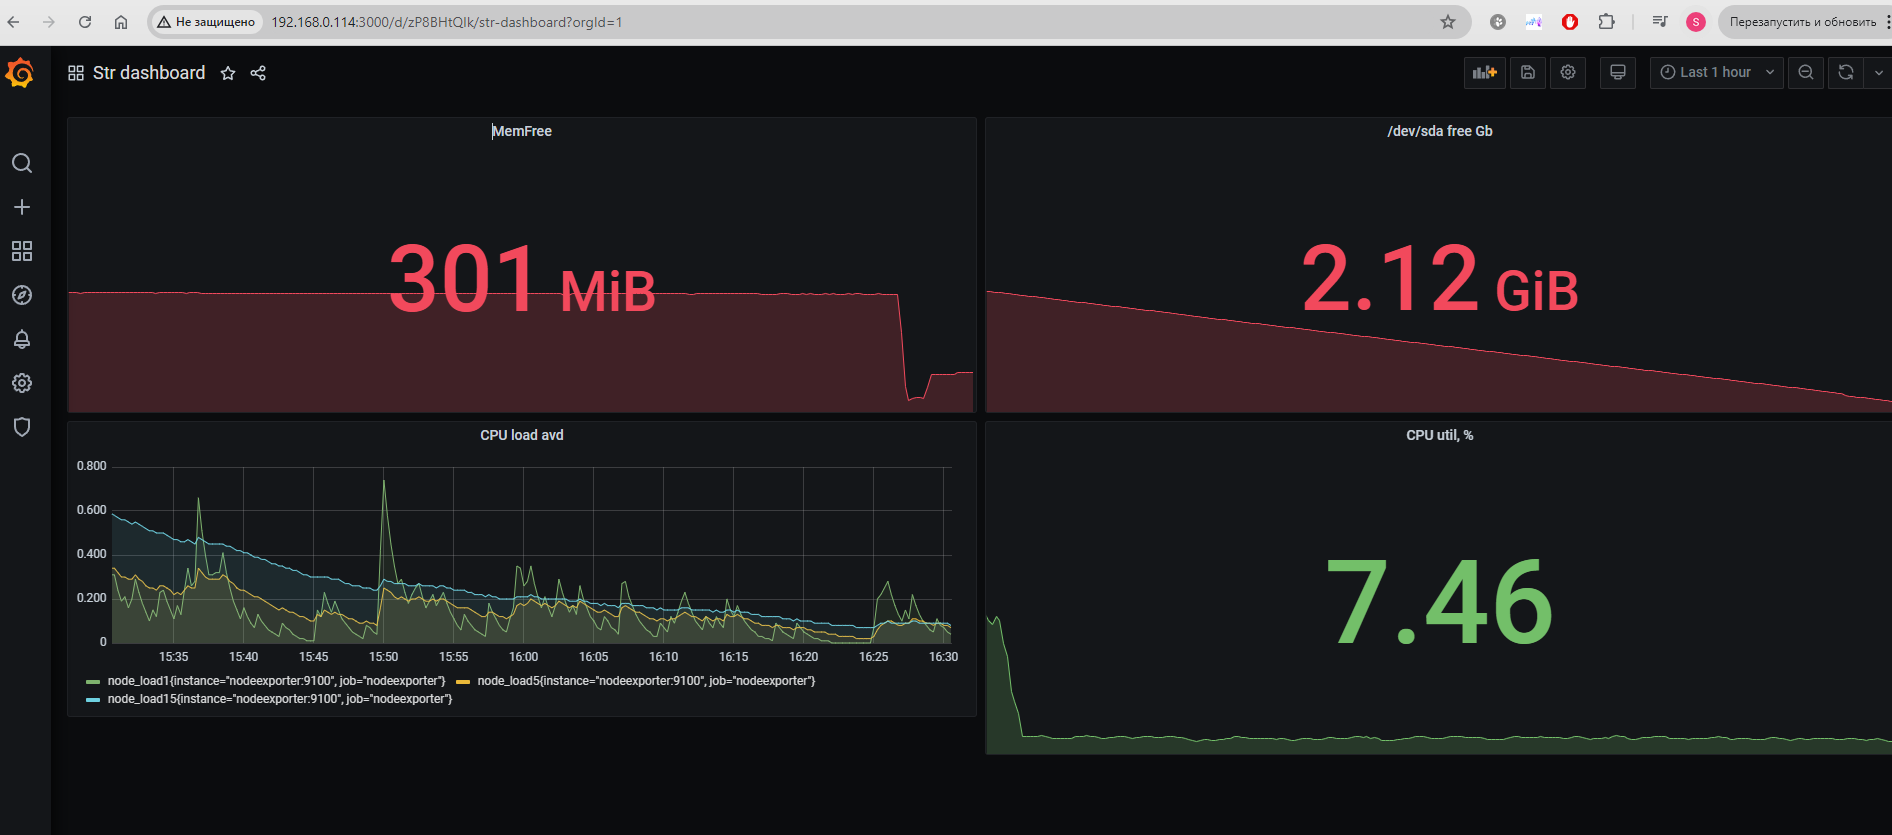 Не защищено 192.168.0.114:3000/d/zP8BHtQIk/str-dashboard?orgId=1 S Перезапустить и обновить
Str dashboard Last 1 hour
MemFree
301 MiB
/dev/sda free Gb
2.12 GiB
CPU load avd
0.800
0.600
0.400
0.200
0
15:35 15:40 15:45 15:50 15:55 16:00 16:05 16:10 16:15 16:20 16:25 16:30
node_load1{instance="nodeexporter:9100", job="nodeexporter"} node_load5{instance="nodeexporter:9100", job="nodeexporter"}
node_load15{instance="nodeexporter:9100", job="nodeexporter"}
CPU util, %
7.46